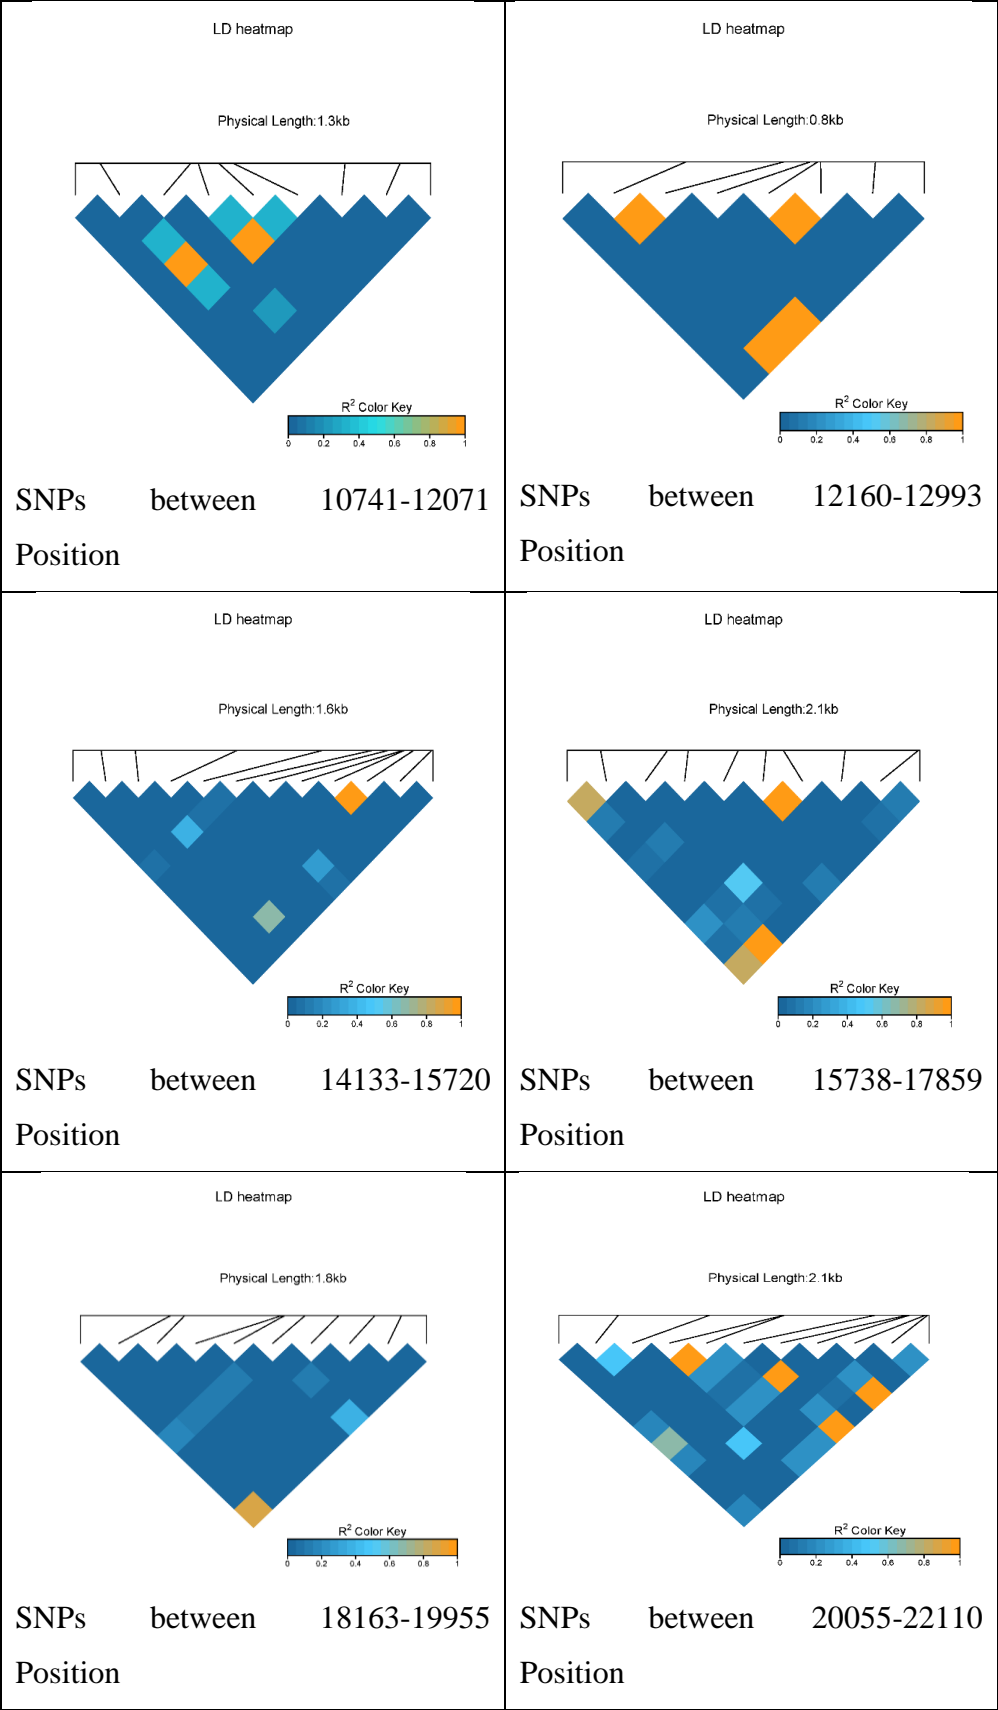 LD heatmap
Physical Length:1.3kb
R² Color Key
0 0.2 0.4 0.6 0.8 1
SNPs between 10741-12071
Position
LD heatmap
Physical Length:0.8kb
R² Color Key
0 0.2 0.4 0.6 0.8 1
SNPs between 12160-12993
Position
LD heatmap
Physical Length:1.6kb
R² Color Key
0 0.2 0.4 0.6 0.8 1
SNPs between 14133-15720
Position
LD heatmap
Physical Length:2.1kb
R² Color Key
0 0.2 0.4 0.6 0.8 1
SNPs between 15738-17859
Position
LD heatmap
Physical Length:1.8kb
R² Color Key
0 0.2 0.4 0.6 0.8 1
SNPs between 18163-19955
Position
LD heatmap
Physical Length:2.1kb
R² Color Key
0 0.2 0.4 0.6 0.8 1
SNPs between 20055-22110
Position